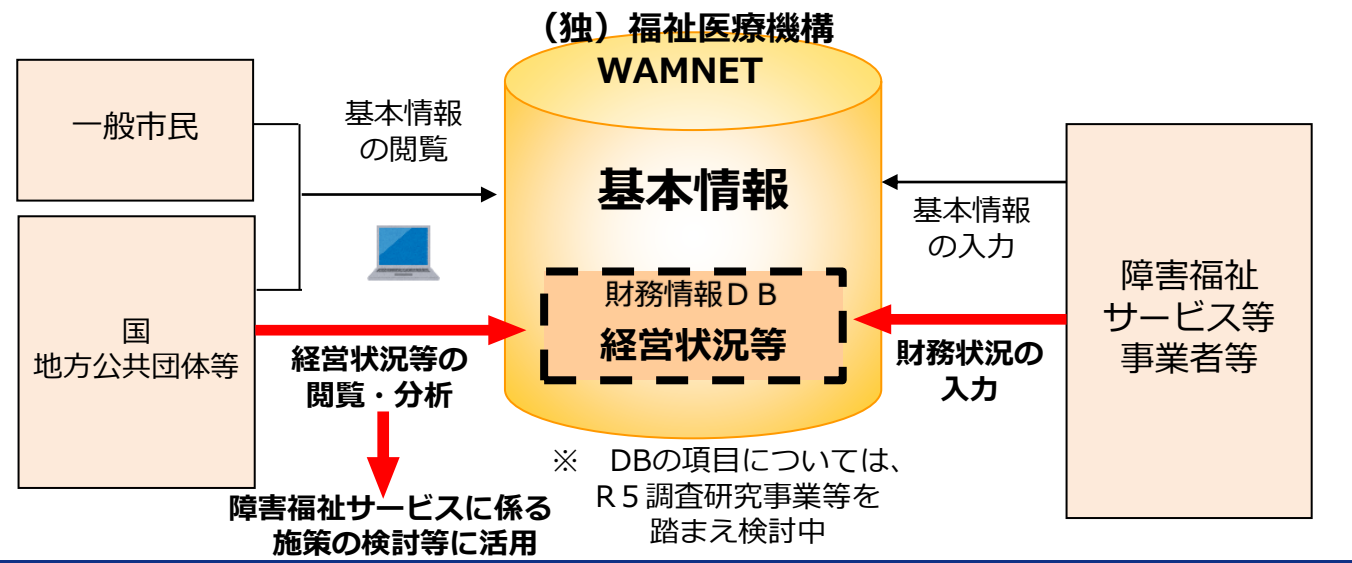 （独）福祉医療機構
WAMNET
一般市民
基本情報
の閲覧
基本情報
基本情報
の入力
障害福祉
サービス等
事業者等
国
地方公共団体等
財務情報ＤＢ
経営状況等
経営状況等の
閲覧・分析
財務状況の
入力
障害福祉サービスに係る
施策の検討等に活用
※　DBの項目については、
Ｒ５調査研究事業等を
踏まえ検討中